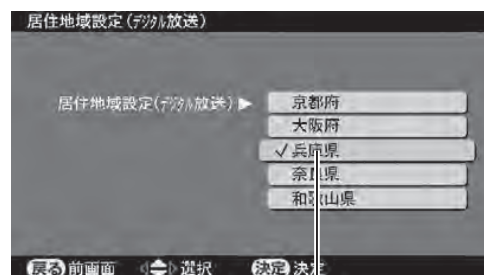 居住地域設定(デジタル放送)
居住地域設定(デジタル放送)▶
京都府
大阪府
✓兵庫県
奈良県
和歌山県
戻る 前画面 選択 決定 決定